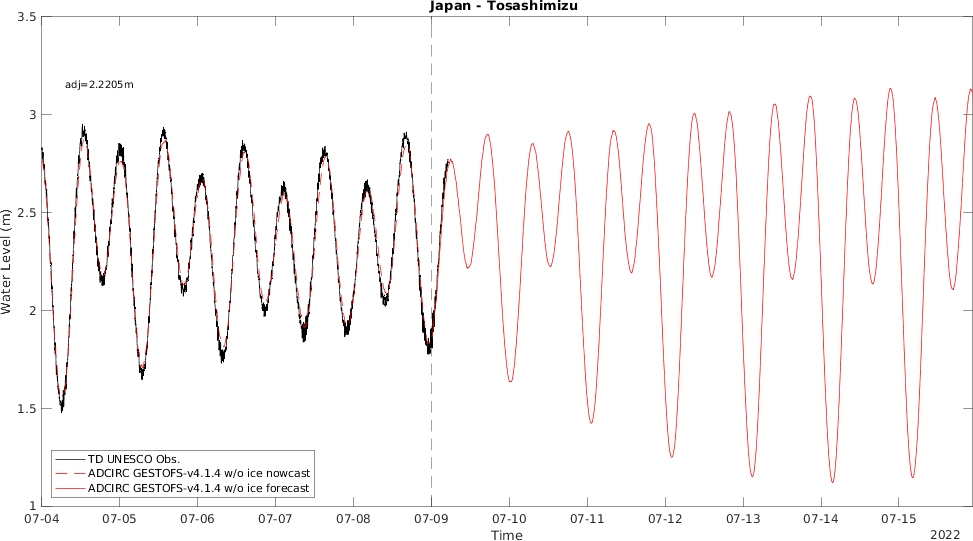 Japan - Tosashimizu
3.5
adj=2.2205m
3
2.5
Water Level (m)
2
1.5
TD UNESCO Obs.
ADCIRC GESTOFS-v4.1.4 w/o ice nowcast
ADCIRC GESTOFS-v4.1.4 w/o ice forecast
1
07-04 07-05 07-06 07-07 07-08 07-09 07-10 07-11 07-12 07-13 07-14 07-15
Time
2022